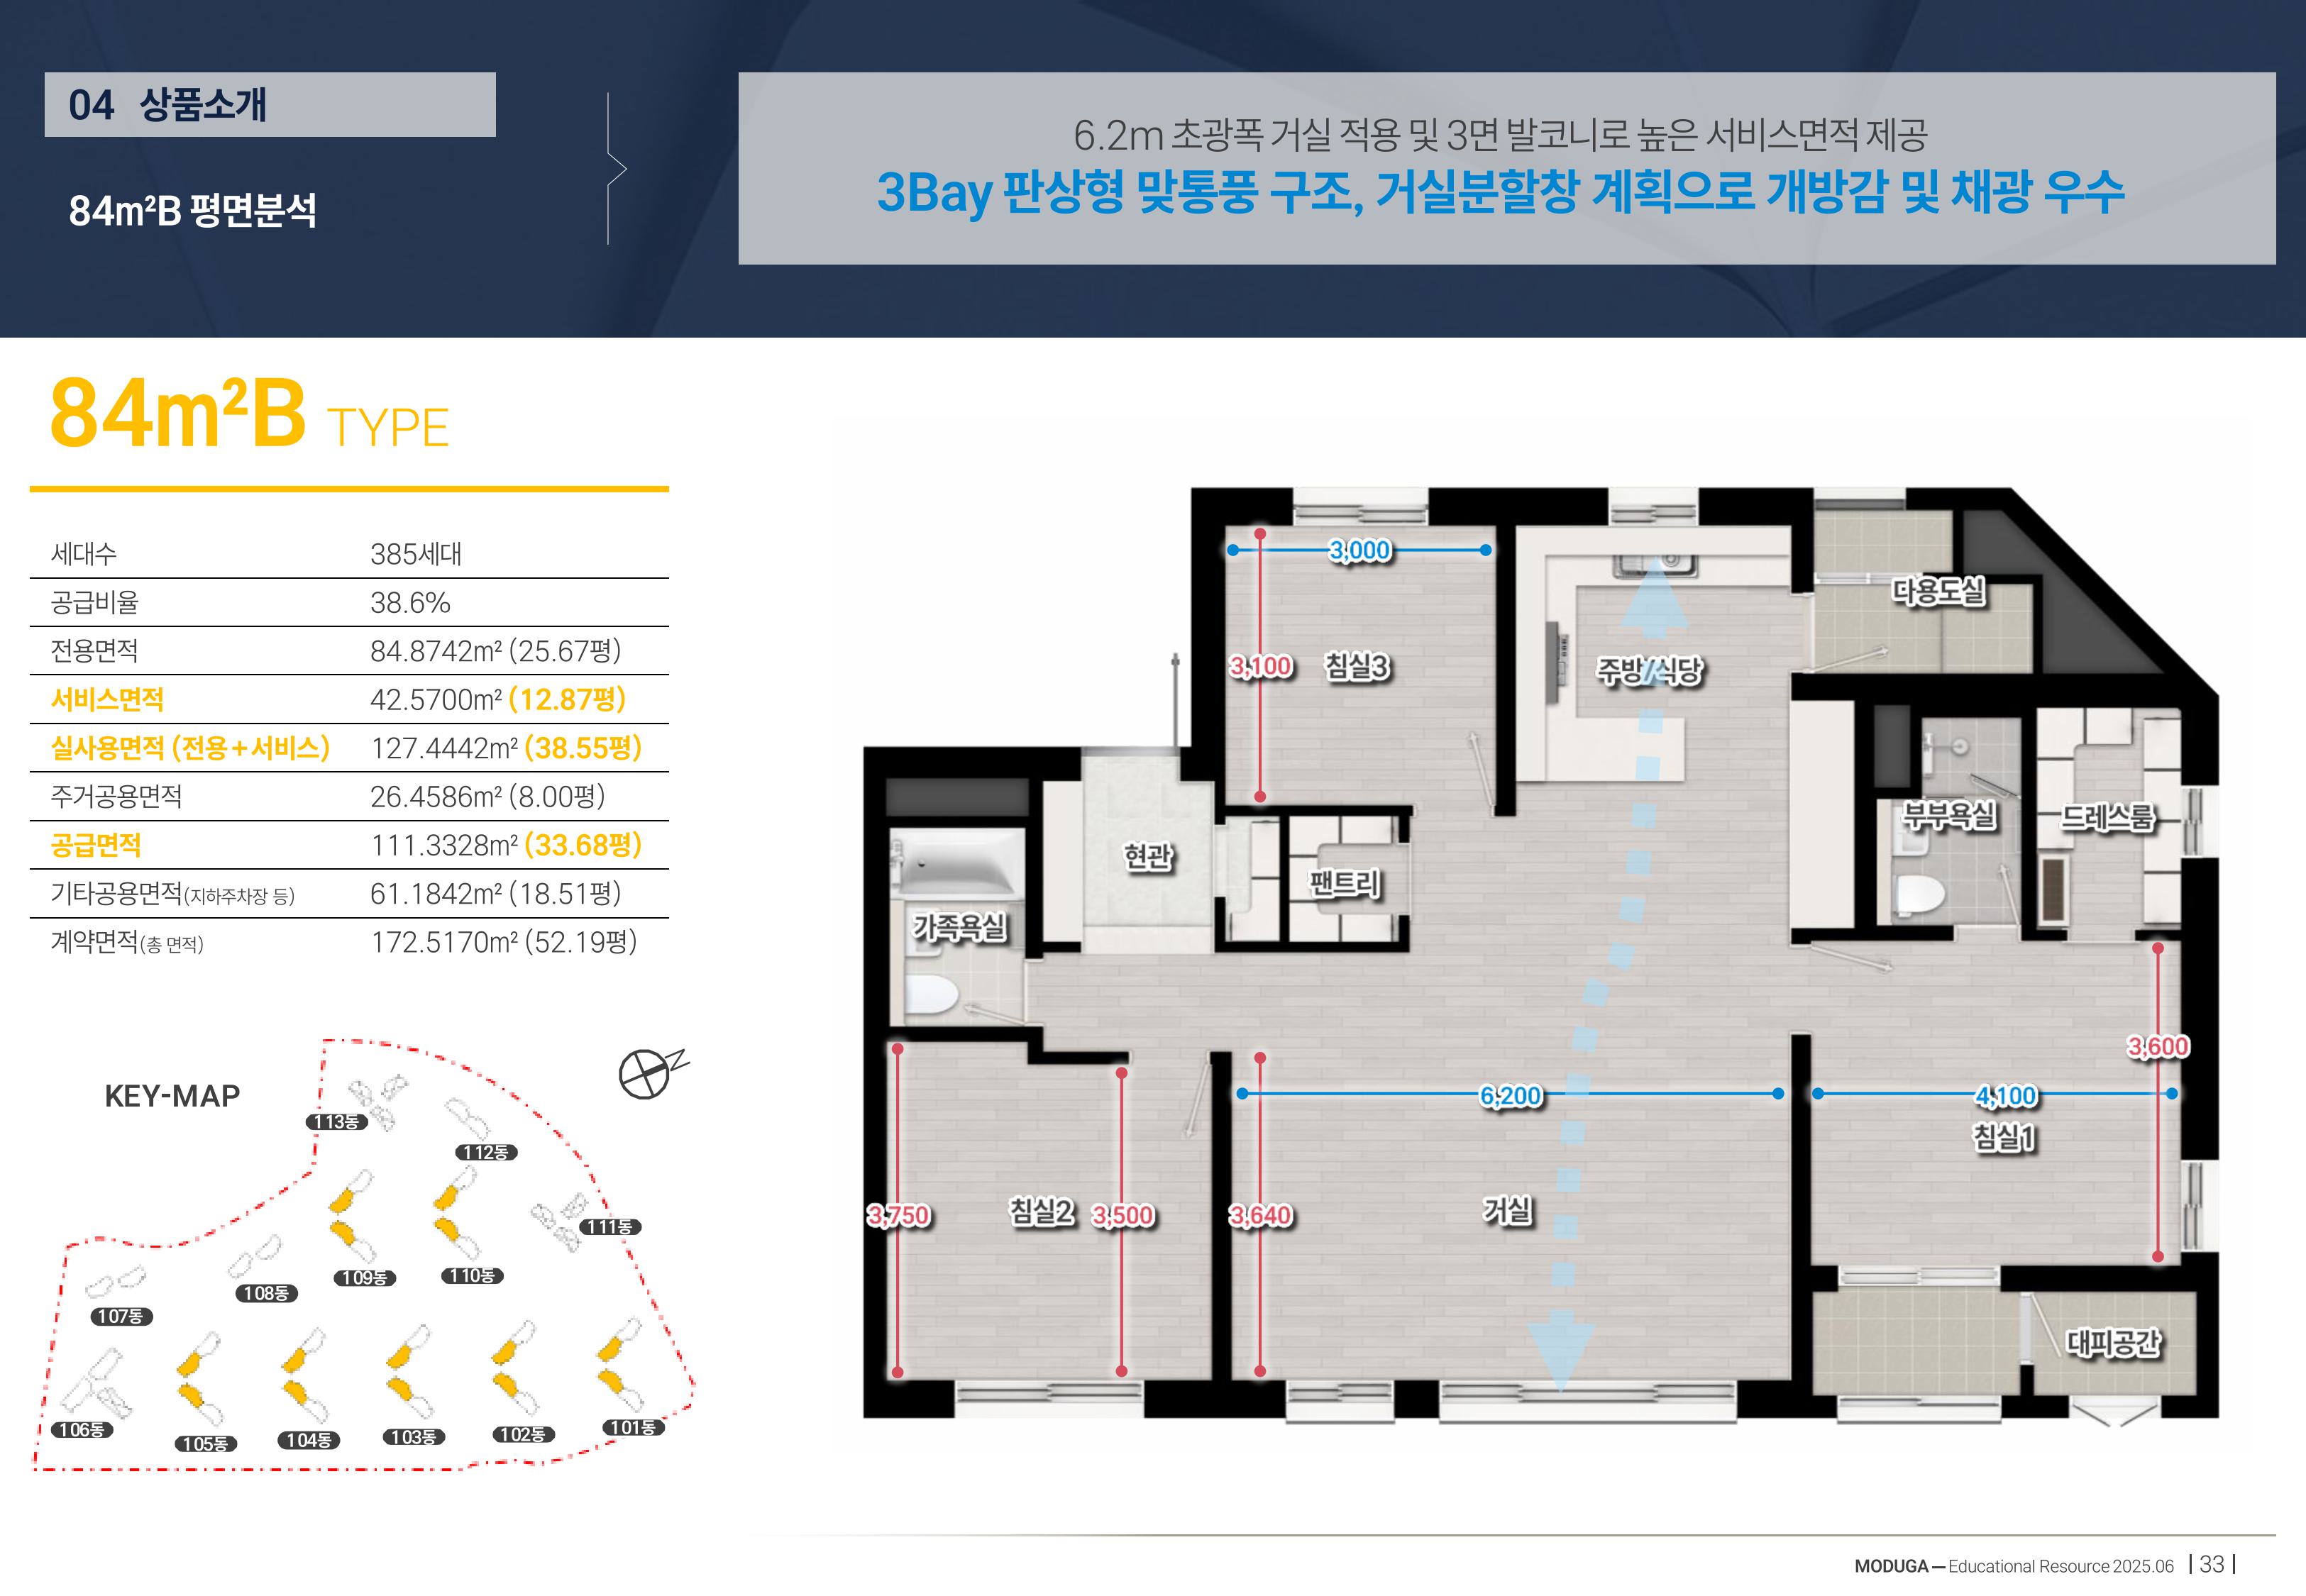 04 상품소개
84m²B 평면분석
6.2m 초광폭 거실 적용 및 3면 발코니로 높은 서비스면적 제공
3Bay 판상형 맞통풍 구조, 거실분할창 계획으로 개방감 및 채광 우수
84m²B TYPE
세대수 385세대
공급비율 38.6%
전용면적 84.8742m² (25.67평)
서비스면적 42.5700m² (12.87평)
실사용면적 (전용+서비스) 127.4442m² (38.55평)
주거공용면적 26.4586m² (8.00평)
공급면적 111.3328m² (33.68평)
기타공용면적(지하주차장 등) 61.1842m² (18.51평)
계약면적(총 면적) 172.5170m² (52.19평)
KEY-MAP
N
113동
112동
111동
109동
110동
108동
107동
106동
105동
104동
103동
102동
101동
3,000
3,100
침실3
주방/식당
다용도실
현관
팬트리
부부욕실
드레스룸
가족욕실
3,600
6,200
4,100
침실1
3,750
침실2
3,500
3,640
거실
대피공간
MODUGA — Educational Resource 2025.06 | 33 |